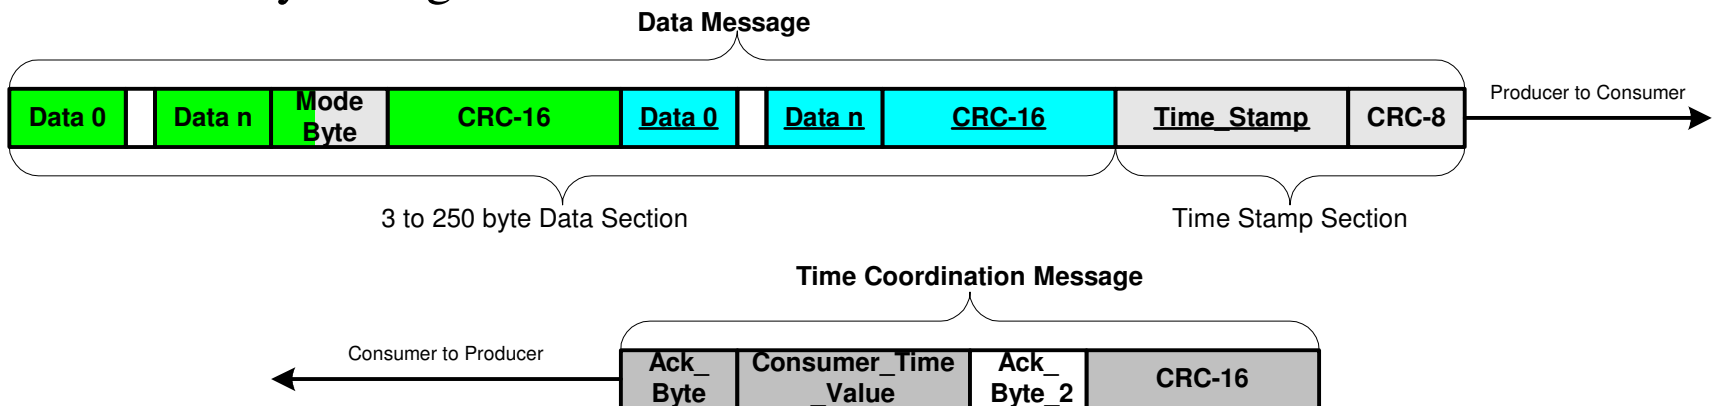 Data Message
Data 0 Data n Mode Byte CRC-16 Data 0 Data n CRC-16 Time_Stamp CRC-8
Producer to Consumer
3 to 250 byte Data Section
Time Stamp Section
Time Coordination Message
Consumer to Producer
Ack_
Byte
Consumer_Time
_Value
Ack_
Byte_2
CRC-16